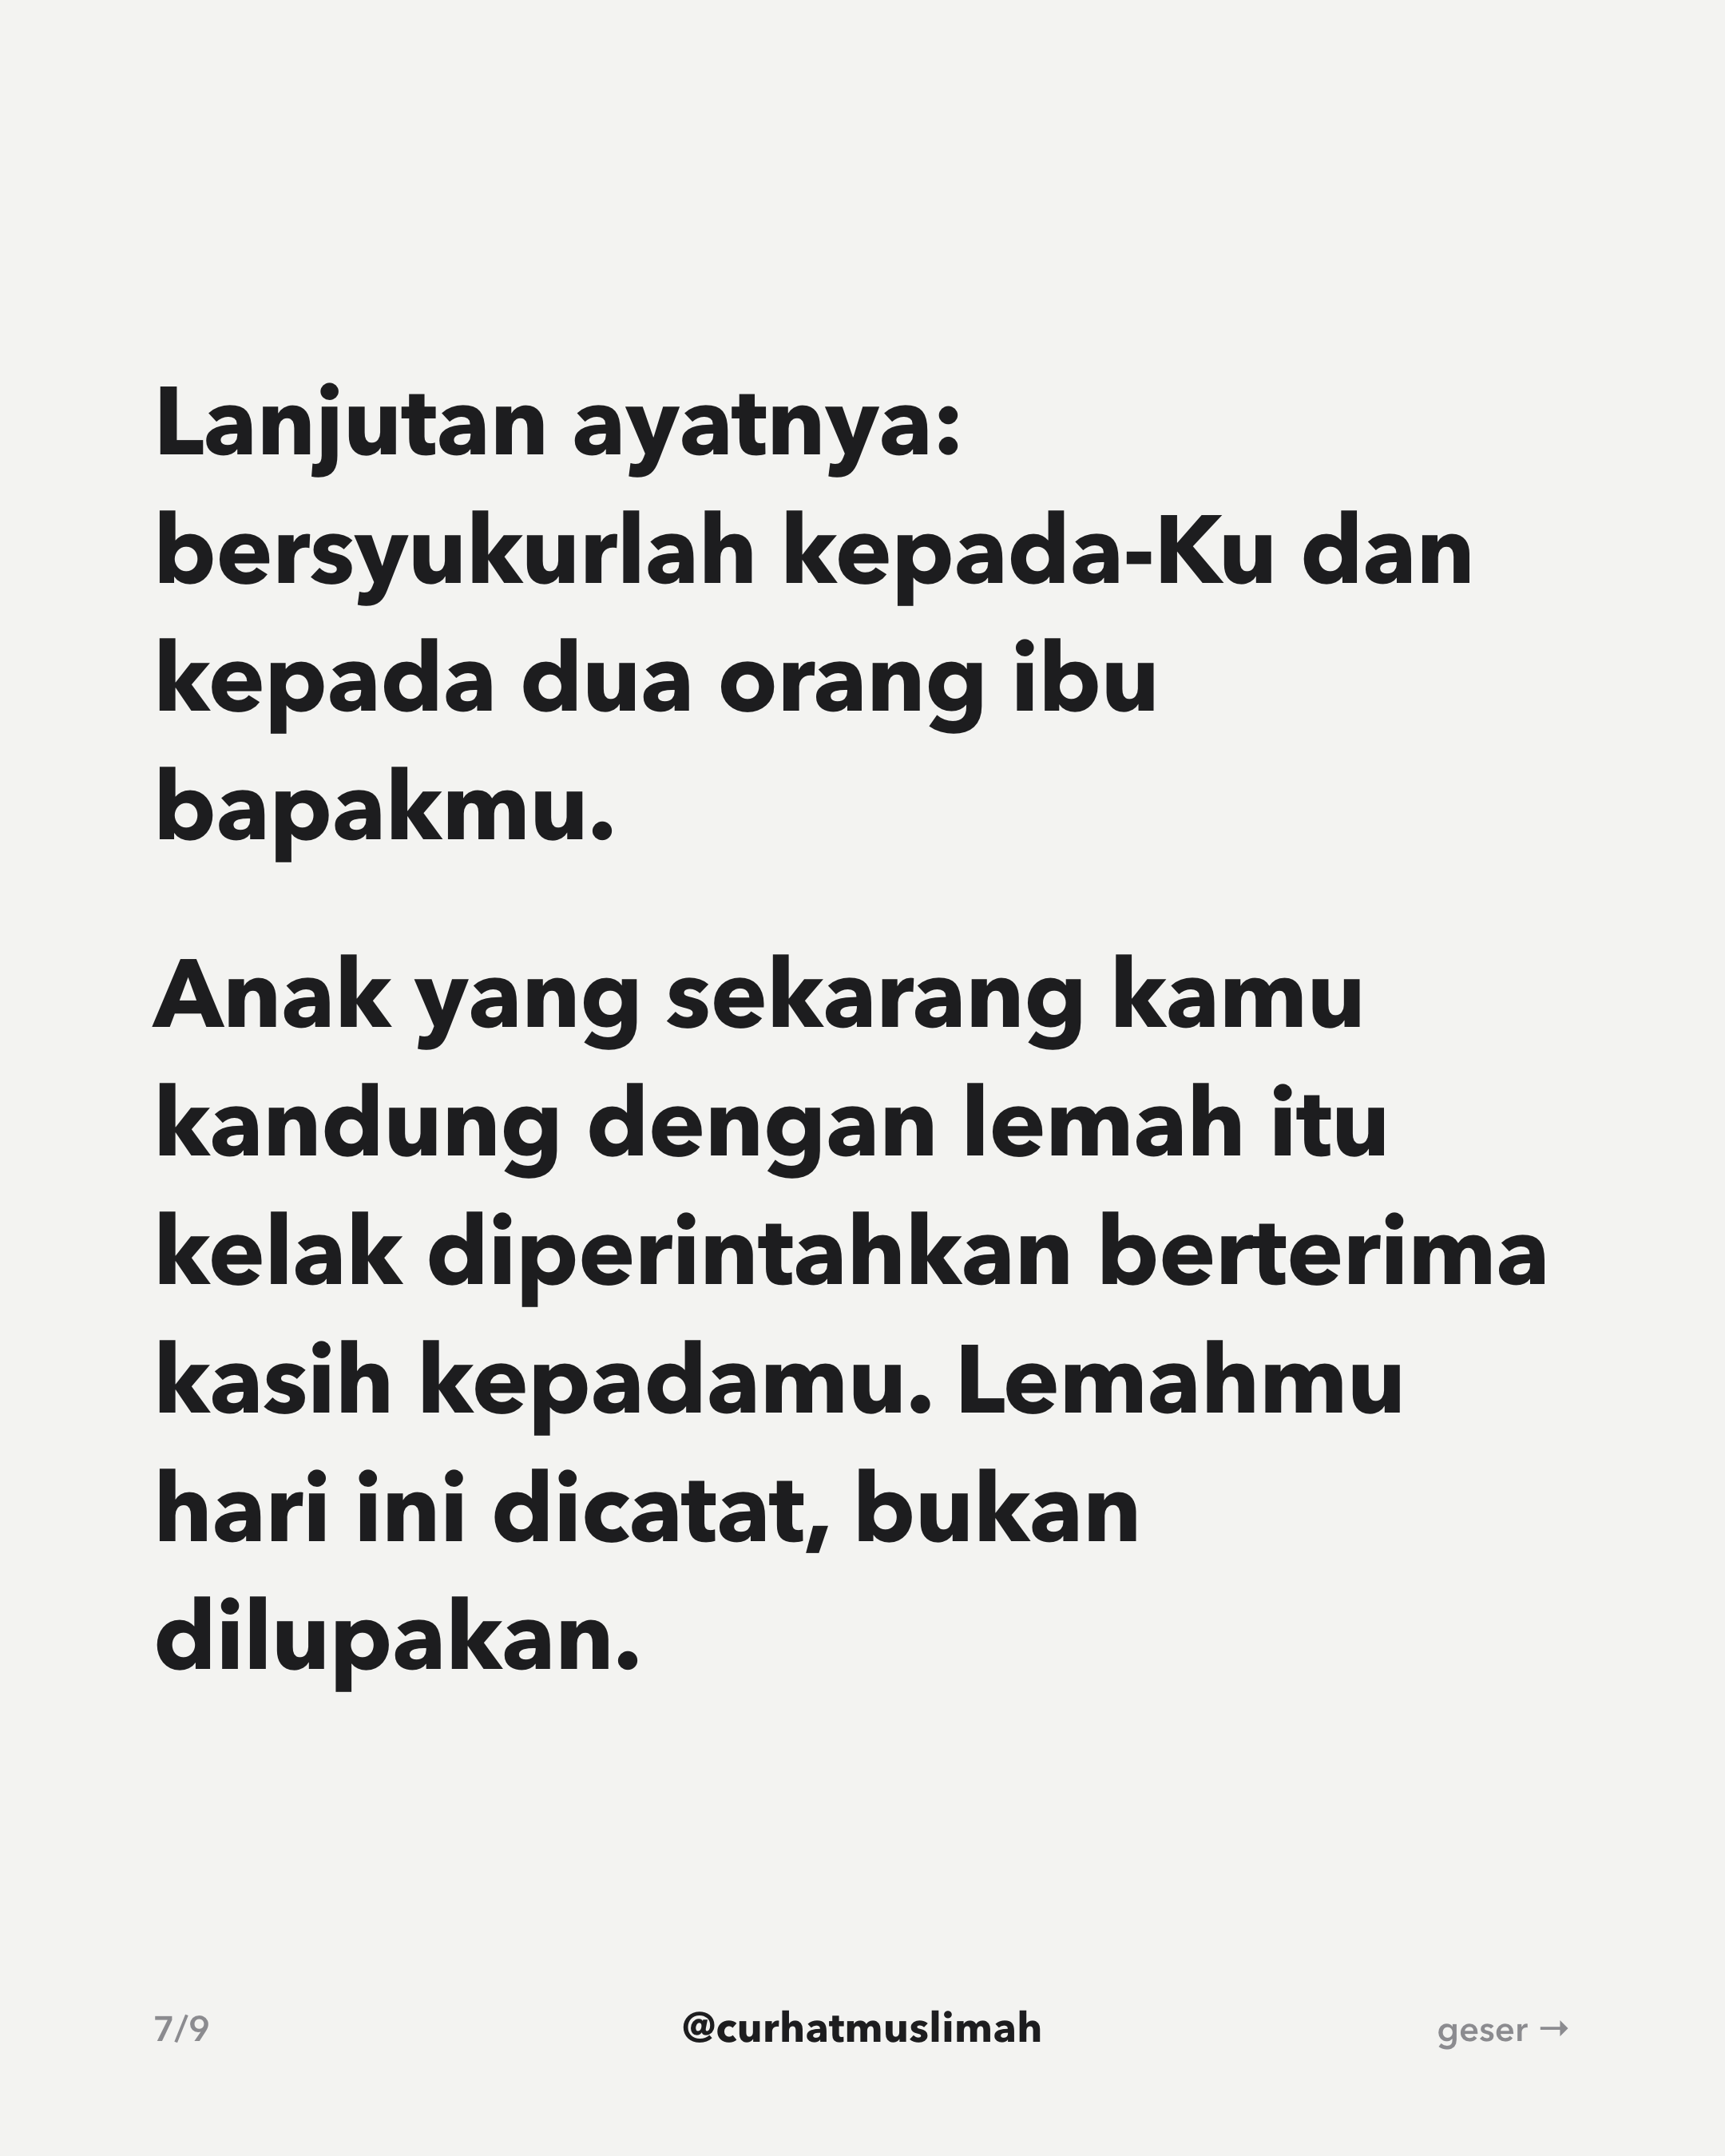 Lanjutan ayatnya:
bersyukurlah kepada-Ku dan
kepada dua orang ibu
bapakmu.
Anak yang sekarang kamu
kandung dengan lemah itu
kelak diperintahkan berterima
kasih kepadamu. Lemahmu
hari ini dicatat, bukan
dilupakan.
7/9
@curhatmuslimah
geser →